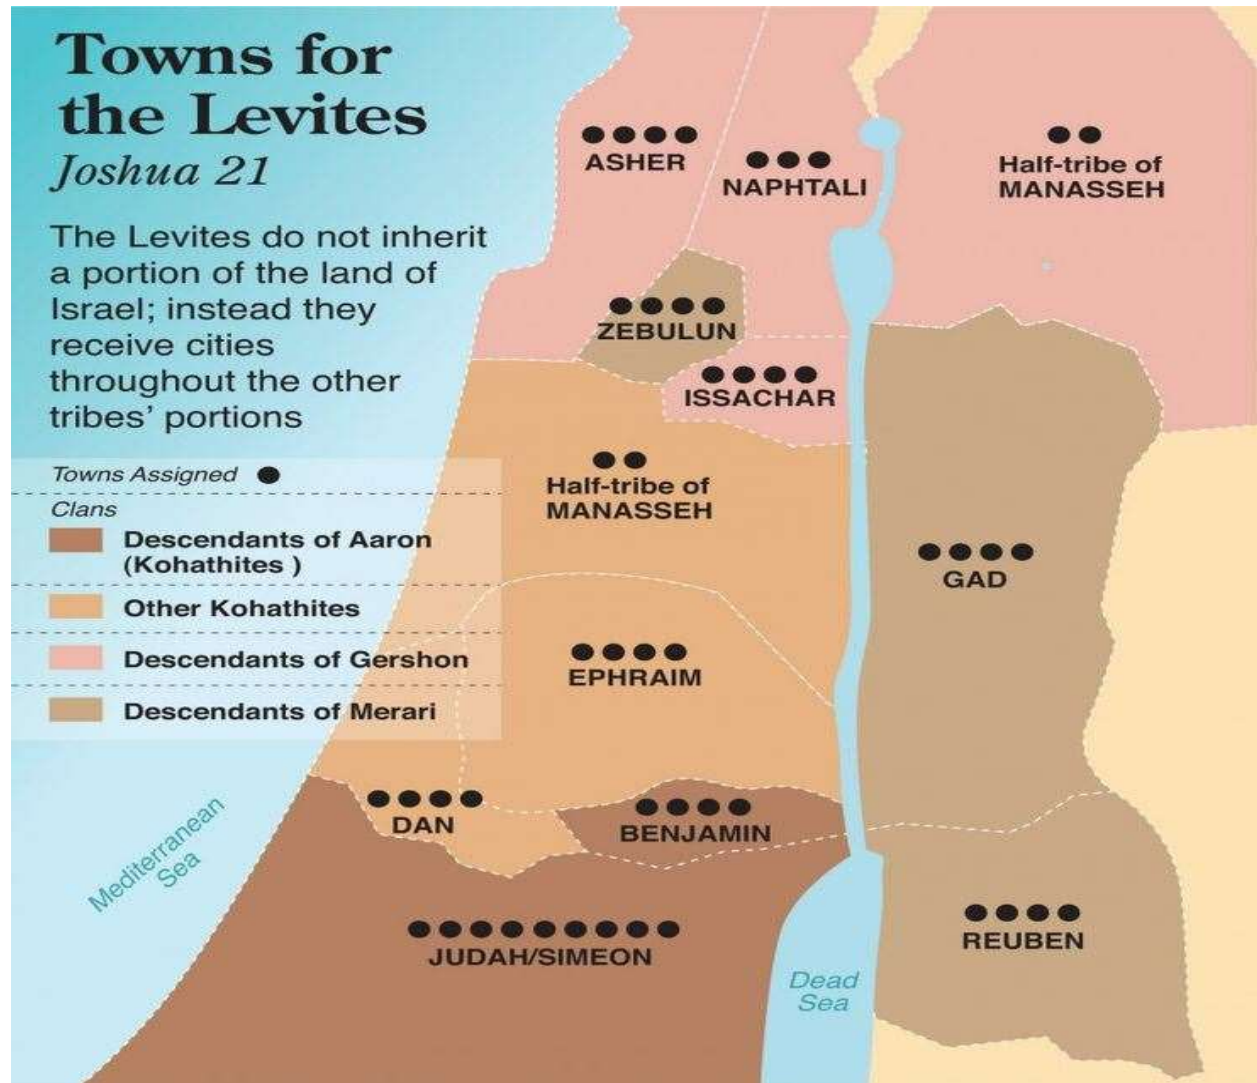 Towns for
the Levites
Joshua 21
The Levites do not inherit
a portion of the land of
Israel; instead they
receive cities
throughout the other
tribes’ portions
Towns Assigned
Clans
Descendants of Aaron
(Kohathites )
Other Kohathites
Descendants of Gershon
Descendants of Merari
ASHER
NAPHTALI
Half-tribe of
MANASSEH
ZEBULUN
ISSACHAR
Half-tribe of
MANASSEH
GAD
EPHRAIM
DAN
BENJAMIN
JUDAH/SIMEON
REUBEN
Mediterranean
Sea
Dead
Sea